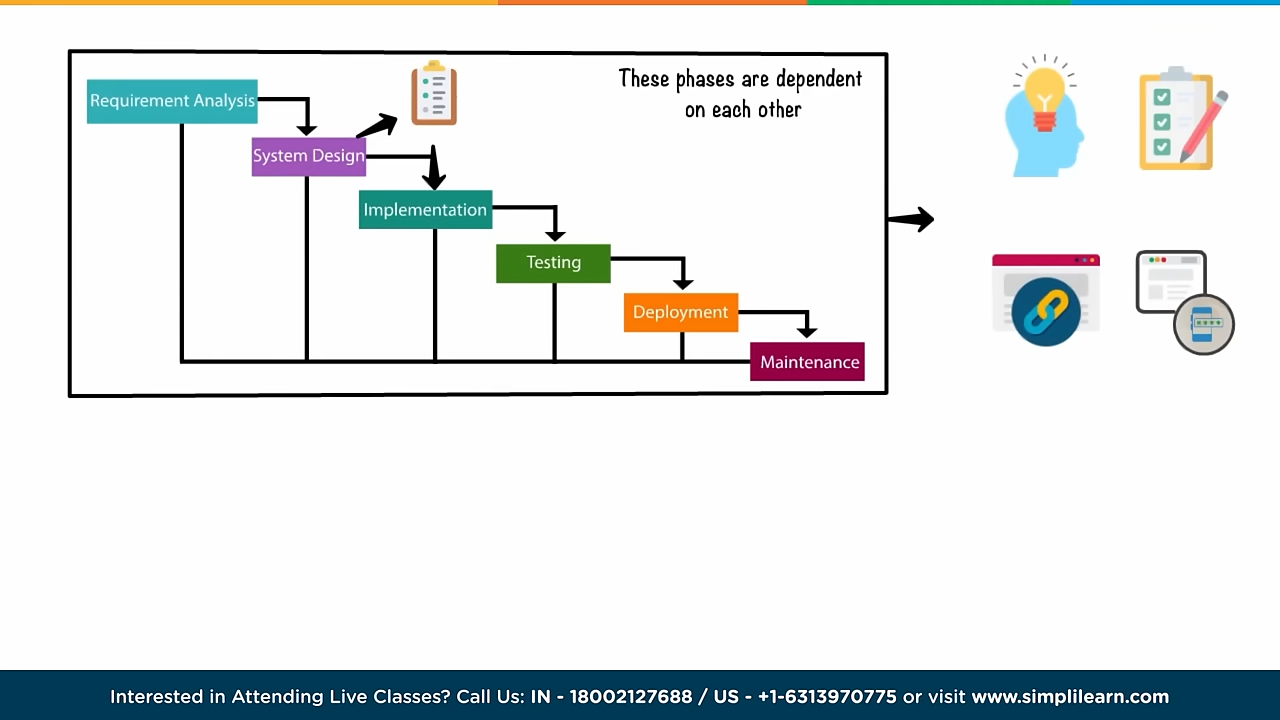 These phases are dependent
on each other
Requirement Analysis
System Design
Implementation
Testing
Deployment
Maintenance
Interested in Attending Live Classes? Call Us: IN - 18002127688 / US - +1-6313970775 or visit www.simplilearn.com